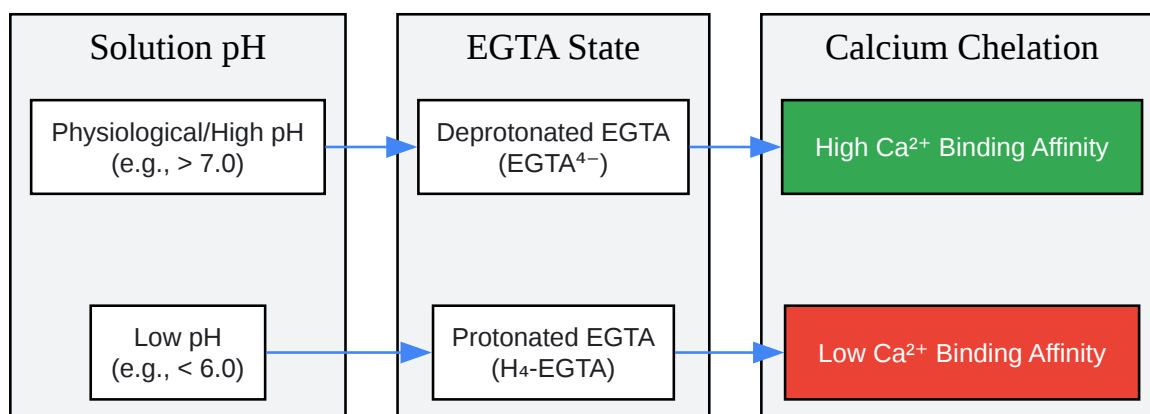 Solution pH
EGTA State
Calcium Chelation
Physiological/High pH
(e.g., > 7.0)
Deprotonated EGTA
(EGTA⁴⁻)
High Ca²⁺ Binding Affinity
Low pH
(e.g., < 6.0)
Protonated EGTA
(H₄-EGTA)
Low Ca²⁺ Binding Affinity